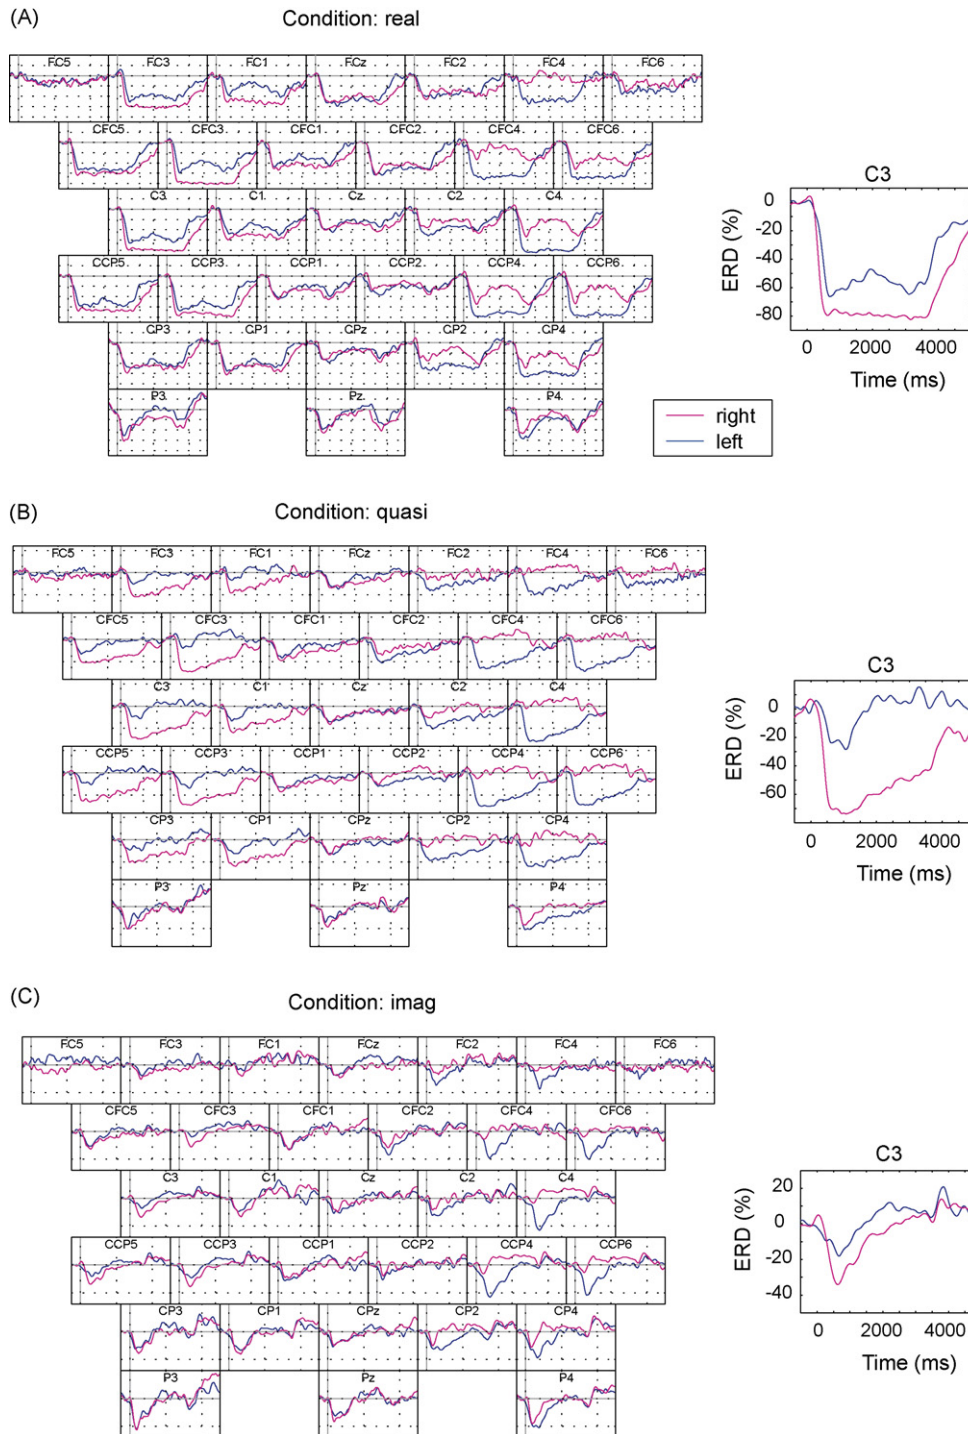 (A)
Condition: real
FC5 FC3 FC1 FCz FC2 FC4 FC6
CFC5 CFC3 CFC1 CFC2 CFC4 CFC6
C3 C1 Cz C2 C4
CCP5 CCP3 CCP1 CCP2 CCP4 CCP6
CP3 CP1 CPz CP2 CP4
P3 Pz P4
C3
ERD (%)
0
-20
-40
-60
-80
0 2000 4000
Time (ms)
right
left
(B)
Condition: quasi
FC5 FC3 FC1 FCz FC2 FC4 FC6
CFC5 CFC3 CFC1 CFC2 CFC4 CFC6
C3 C1 Cz C2 C4
CCP5 CCP3 CCP1 CCP2 CCP4 CCP6
CP3 CP1 CPz CP2 CP4
P3 Pz P4
C3
ERD (%)
0
-20
-40
-60
0 2000 4000
Time (ms)
(C)
Condition: imag
FC5 FC3 FC1 FCz FC2 FC4 FC6
CFC5 CFC3 CFC1 CFC2 CFC4 CFC6
C3 C1 Cz C2 C4
CCP5 CCP3 CCP1 CCP2 CCP4 CCP6
CP3 CP1 CPz CP2 CP4
P3 Pz P4
C3
ERD (%)
20
0
-20
-40
0 2000 4000
Time (ms)